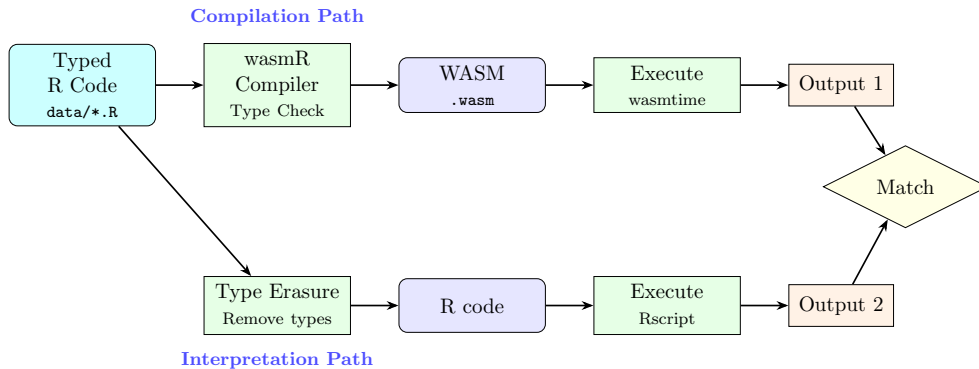 Compilation Path
Typed
R Code
data/*.R
wasmR
Compiler
Type Check
WASM
.wasm
Execute
wasmtime
Output 1
Match
Type Erasure
Remove types
R code
Execute
Rscript
Output 2
Interpretation Path